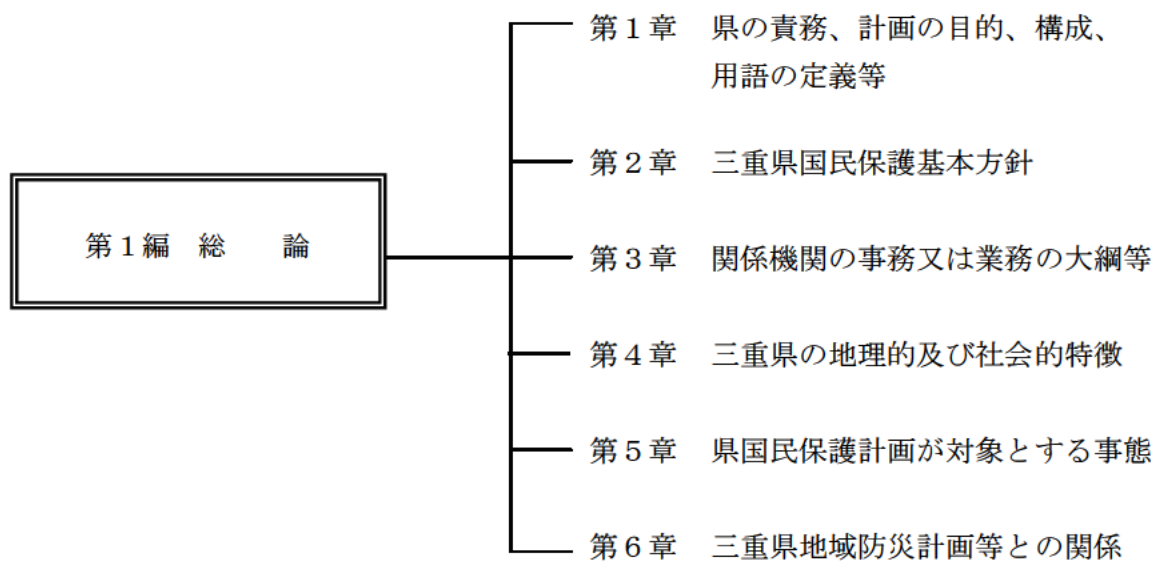 第１編　総　　論
第１章　県の責務、計画の目的、構成、
用語の定義等
第２章　三重県国民保護基本方針
第３章　関係機関の事務又は業務の大綱等
第４章　三重県の地理的及び社会的特徴
第５章　県国民保護計画が対象とする事態
第６章　三重県地域防災計画等との関係